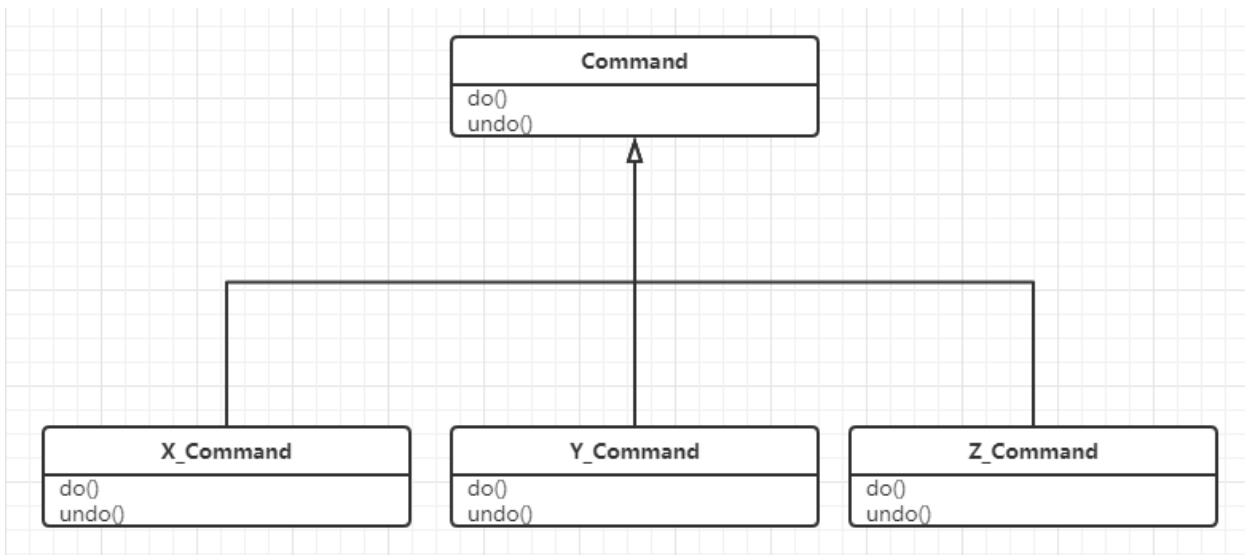 Command
do()
undo()
X_Command
do()
undo()
Y_Command
do()
undo()
Z_Command
do()
undo()